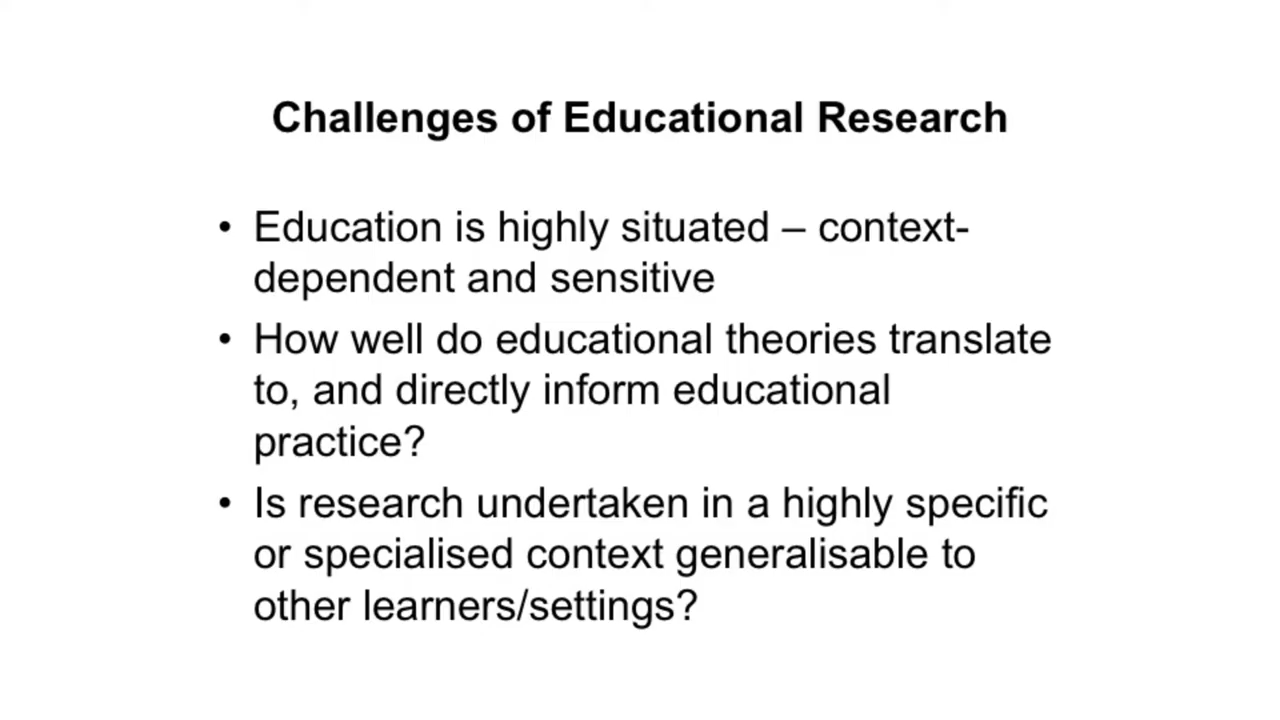 Challenges of Educational Research
• Education is highly situated – context-
dependent and sensitive
• How well do educational theories translate
to, and directly inform educational
practice?
• Is research undertaken in a highly specific
or specialised context generalisable to
other learners/settings?